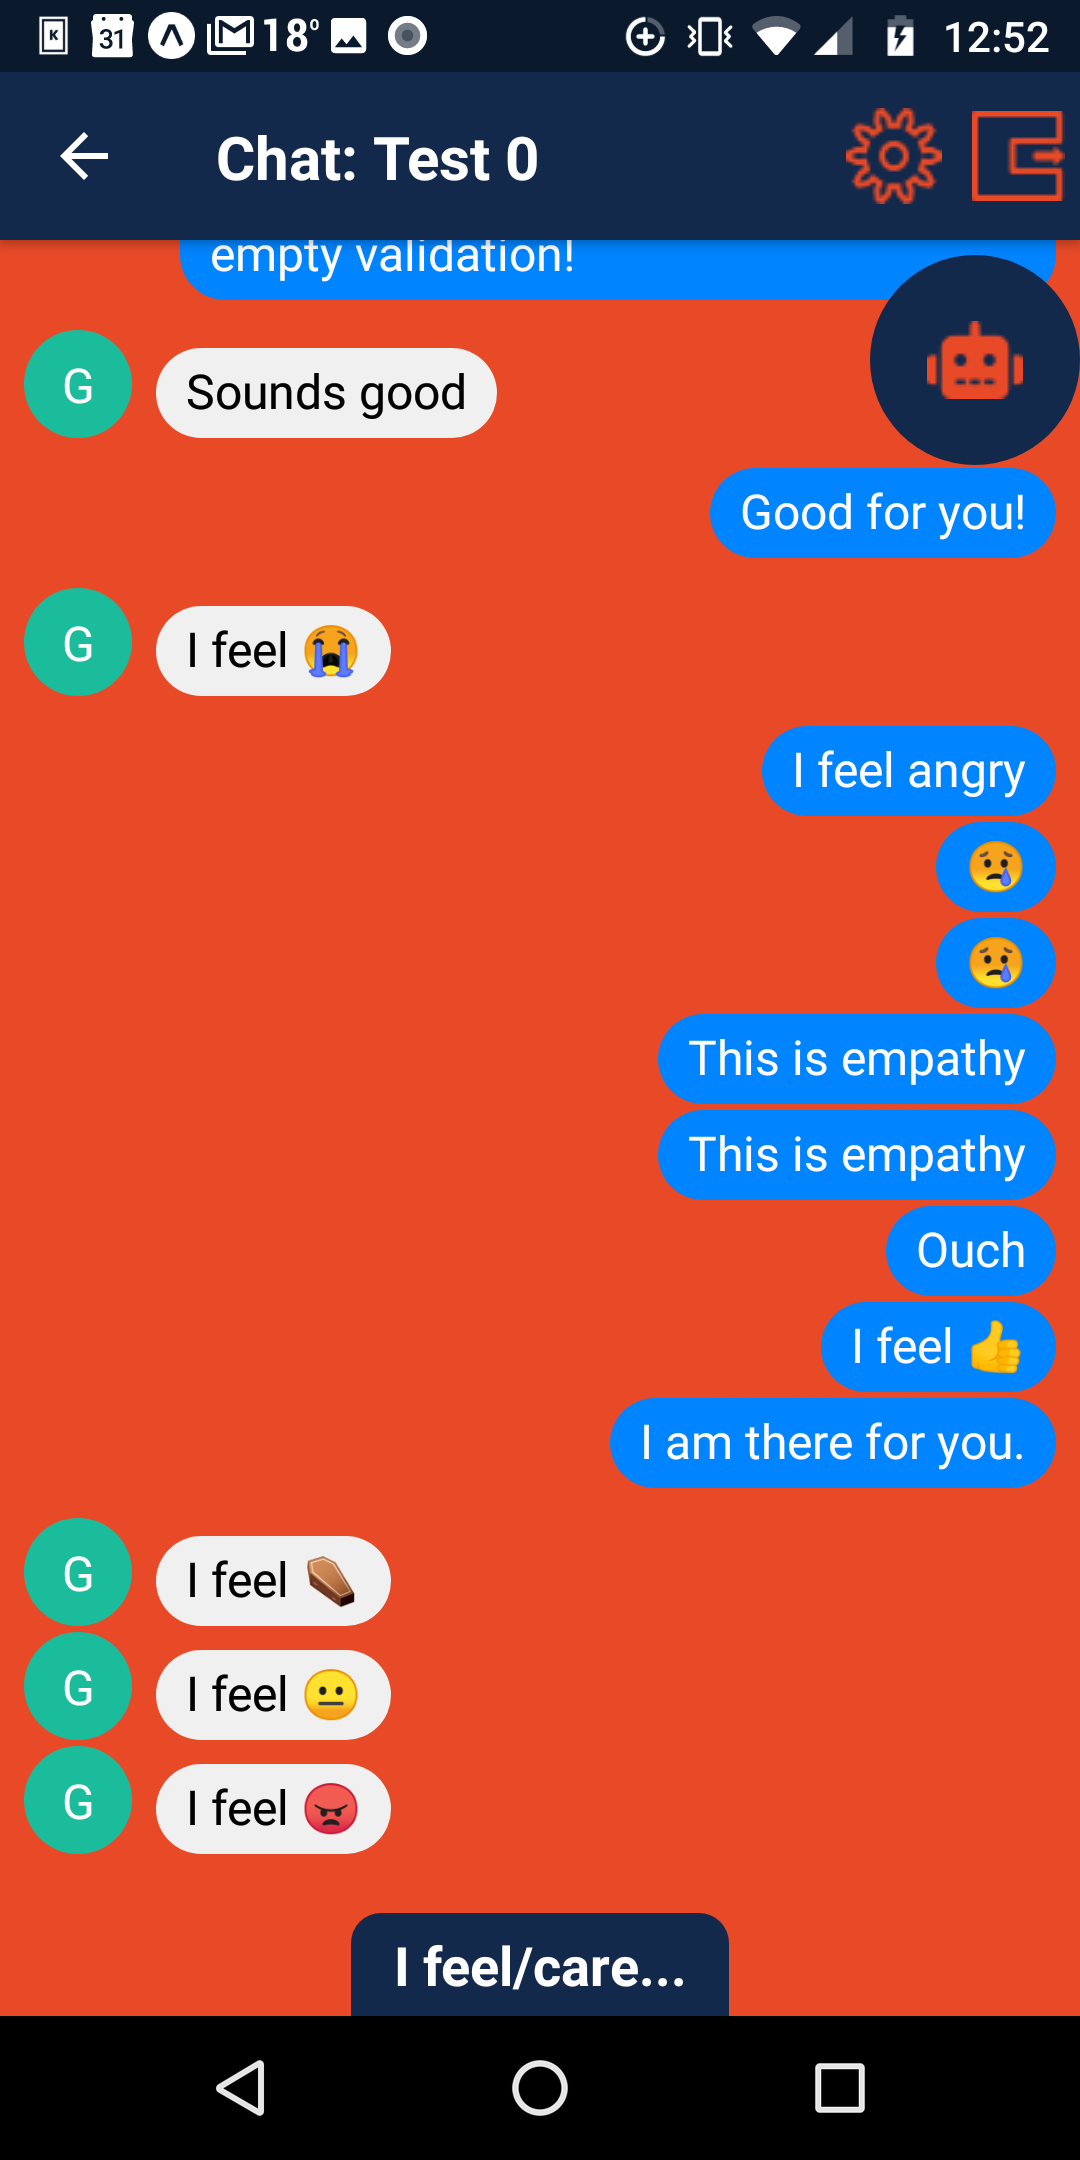 31 18° 12:52
Chat: Test 0
empty validation!
G Sounds good
Good for you!
G I feel 😭
I feel angry
😢
😢
This is empathy
This is empathy
Ouch
I feel 👍
I am there for you.
G I feel ⚰️
G I feel 😐
G I feel 😡
I feel/care...